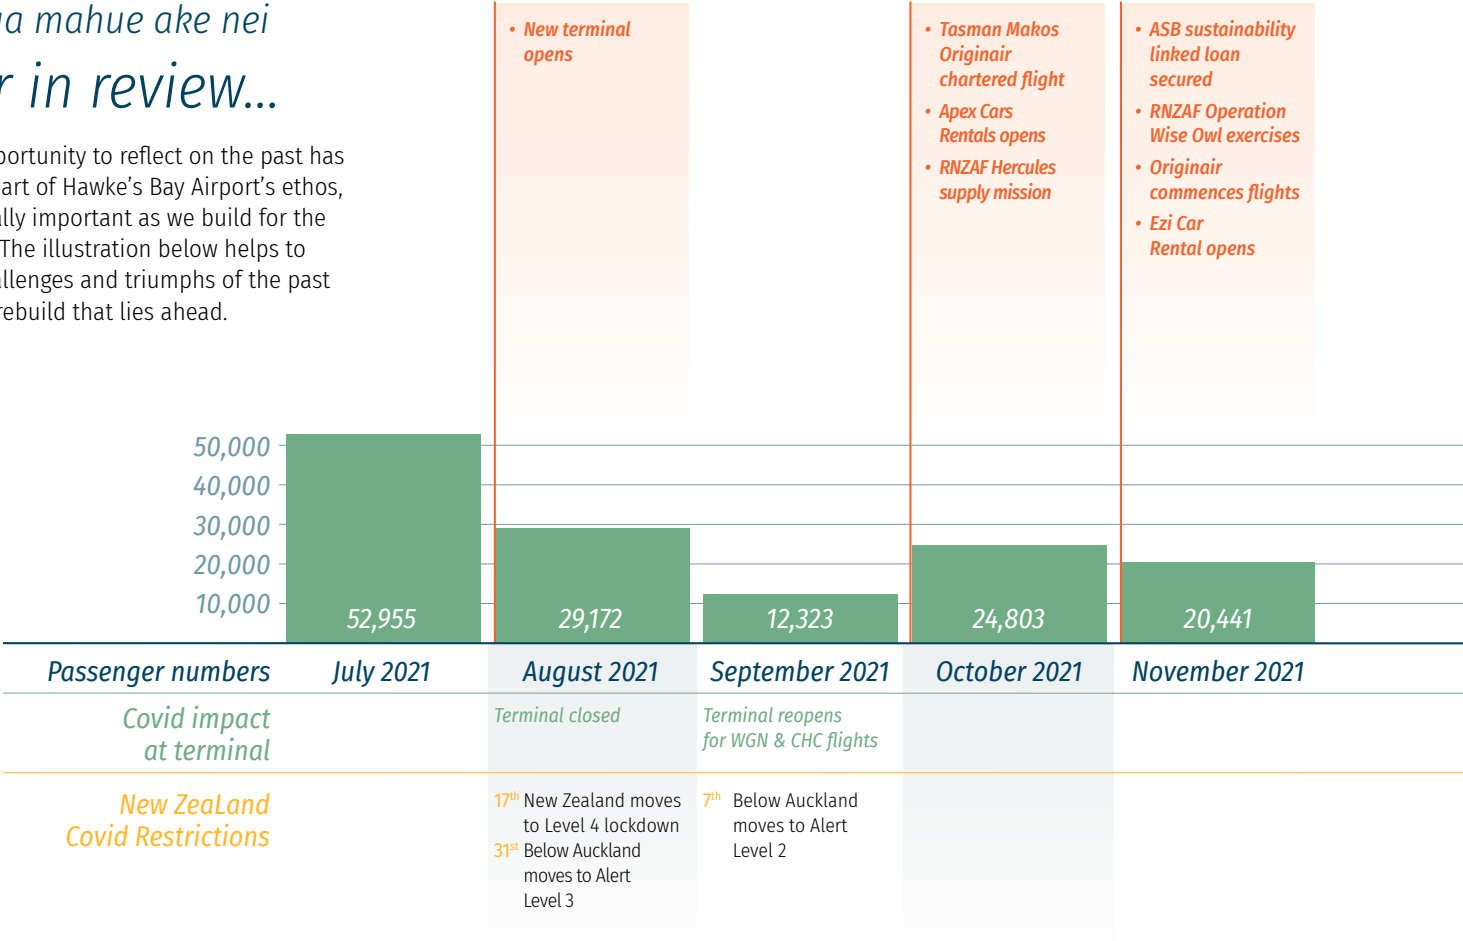 mahue ake nei
in review...
to reflect on the past has
of Hawke's Bay Airport's ethos,
important as we build for the
The illustration below helps to
and triumphs of the past
rebuild that lies ahead.
• New terminal
opens
• Tasman Makos
Originair
chartered flight
• Apex Cars
Rentals opens
• RNZAF Hercules
supply mission
• ASB sustainability
linked loan
secured
• RNZAF Operation
Wise Owl exercises
• Originair
commences flights
• Ezi Car
Rental opens
50,000
40,000
30,000
20,000
10,000
52,955
29,172
12,323
24,803
20,441
Passenger numbers
July 2021
August 2021
September 2021
October 2021
November 2021
Covid impact
at terminal
Terminal closed
Terminal reopens
for WGN & CHC flights
New ZeaLand
Covid Restrictions
17th New Zealand moves
to Level 4 lockdown
31st Below Auckland
moves to Alert
Level 3
7th Below Auckland
moves to Alert
Level 2